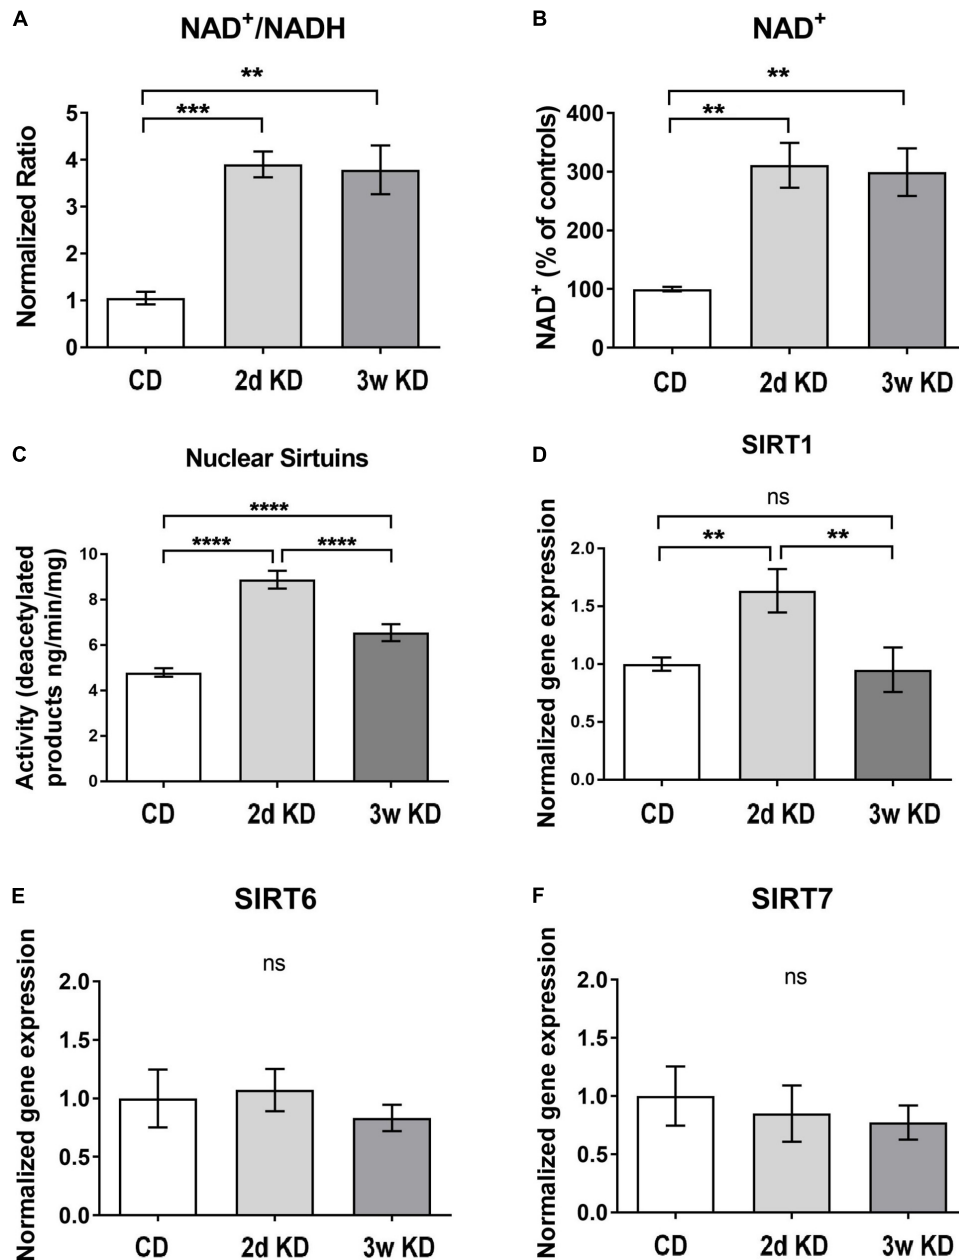 A
NAD⁺/NADH
**
***
Normalized Ratio
5
4
3
2
1
0
CD 2d KD 3w KD
B
NAD⁺
**
**
NAD⁺ (% of controls)
400
300
200
100
0
CD 2d KD 3w KD
C
Nuclear Sirtuins
****
**** ****
Activity (deacetylated
products ng/min/mg)
10
8
6
4
2
0
CD 2d KD 3w KD
D
SIRT1
ns
** **
Normalized gene expression
2.0
1.5
1.0
0.5
0.0
CD 2d KD 3w KD
E
SIRT6
ns
Normalized gene expression
2.0
1.5
1.0
0.5
0.0
CD 2d KD 3w KD
F
SIRT7
ns
Normalized gene expression
2.0
1.5
1.0
0.5
0.0
CD 2d KD 3w KD